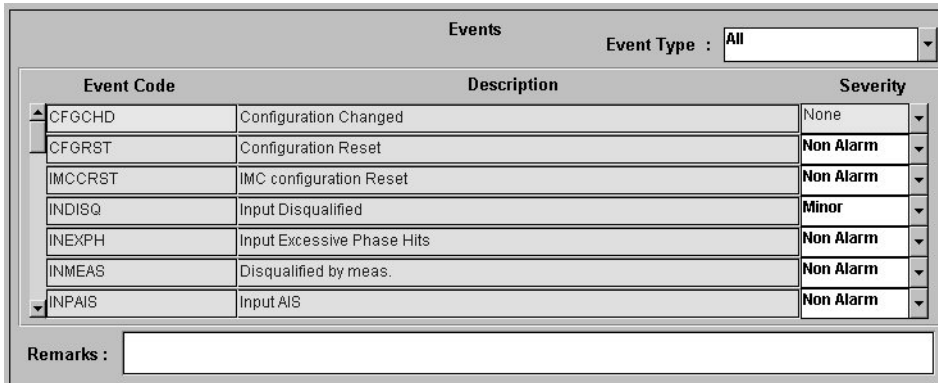 Events
Event Type : All
Event Code Description Severity
CFGCHD Configuration Changed None
CFGRST Configuration Reset Non Alarm
IMCCRST IMC configuration Reset Non Alarm
INDISQ Input Disqualified Minor
INEXPH Input Excessive Phase Hits Non Alarm
INMEAS Disqualified by meas. Non Alarm
INPAIS Input AIS Non Alarm
Remarks :